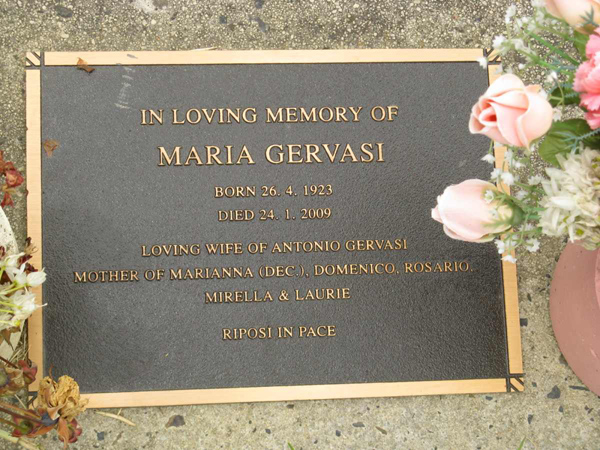 IN LOVING MEMORY OF
MARIA GERVASI
BORN 26. 4. 1923
DIED 24. 1. 2009
LOVING WIFE OF ANTONIO GERVASI
MOTHER OF MARIANNA (DEC.), DOMENICO, ROSARIO,
MIRELLA & LAURIE
RIPOSI IN PACE